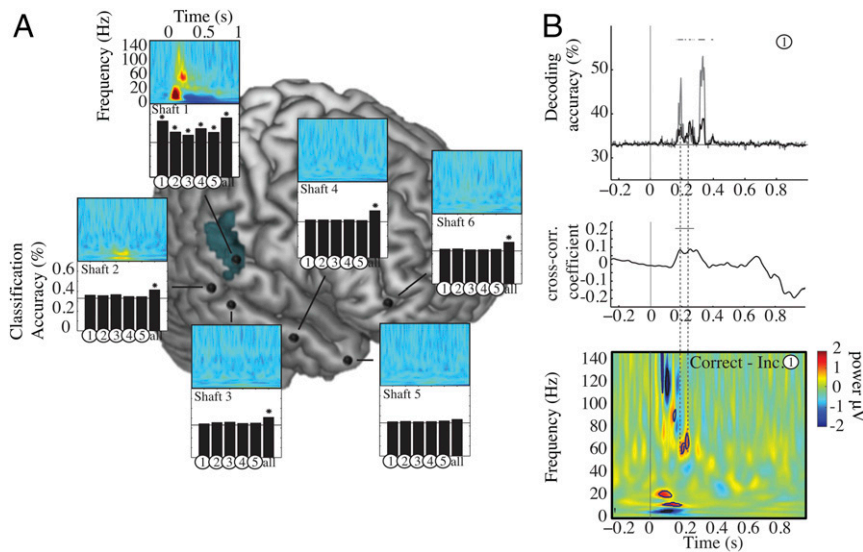 A
Time (s)
0 0.5 1
Frequency (Hz)
140
120
100
80
60
40
20
0
Shaft 1
* * * * * *
1 2 3 4 5 all
Shaft 2
Classification
Accuracy (%)
0.6
0.4
0.2
0
*
1 2 3 4 5 all
Shaft 3
*
1 2 3 4 5 all
Shaft 4
*
1 2 3 4 5 all
Shaft 5
1 2 3 4 5 all
Shaft 6
*
1 2 3 4 5 all
B
1
Decoding
accuracy (%)
50
40
30
-0.2 0 0.2 0.4 0.6 0.8
cross-corr.
coefficient
0.2
0.1
0
-0.1
-0.2
-0.2 0 0.2 0.4 0.6 0.8
Correct - Inc. 1
Frequency (Hz)
140
120
100
80
60
40
20
0
-0.2 0 0.2 0.4 0.6 0.8
Time (s)
2
1
0
-1
-2
power µV